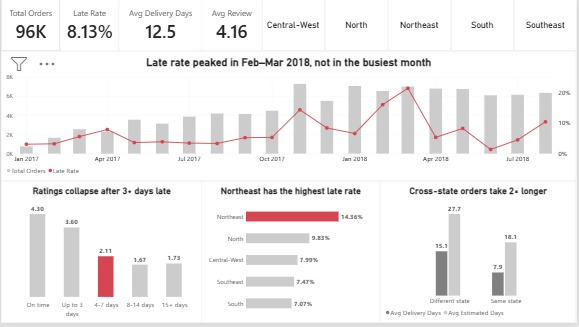 Total Orders
96K
Late Rate
8.13%
Avg Delivery Days
12.5
Avg Review
4.16
Central-West
North
Northeast
South
Southeast
Late rate peaked in Feb–Mar 2018, not in the busiest month
8K
6K
4K
2K
0K
20%
10%
0%
Jan 2017
Apr 2017
Jul 2017
Oct 2017
Jan 2018
Apr 2018
Jul 2018
Total Orders Late Rate
Ratings collapse after 3+ days late
4.30
3.60
2.11
1.67
1.73
On time
Up to 3 days
4-7 days
8-14 days
15+ days
Northeast has the highest late rate
Northeast 14.36%
North 9.83%
Central-West 7.99%
Southeast 7.47%
South 7.07%
Cross-state orders take 2× longer
15.1
27.7
7.9
18.1
Different state
Same state
Avg Delivery Days Avg Estimated Days